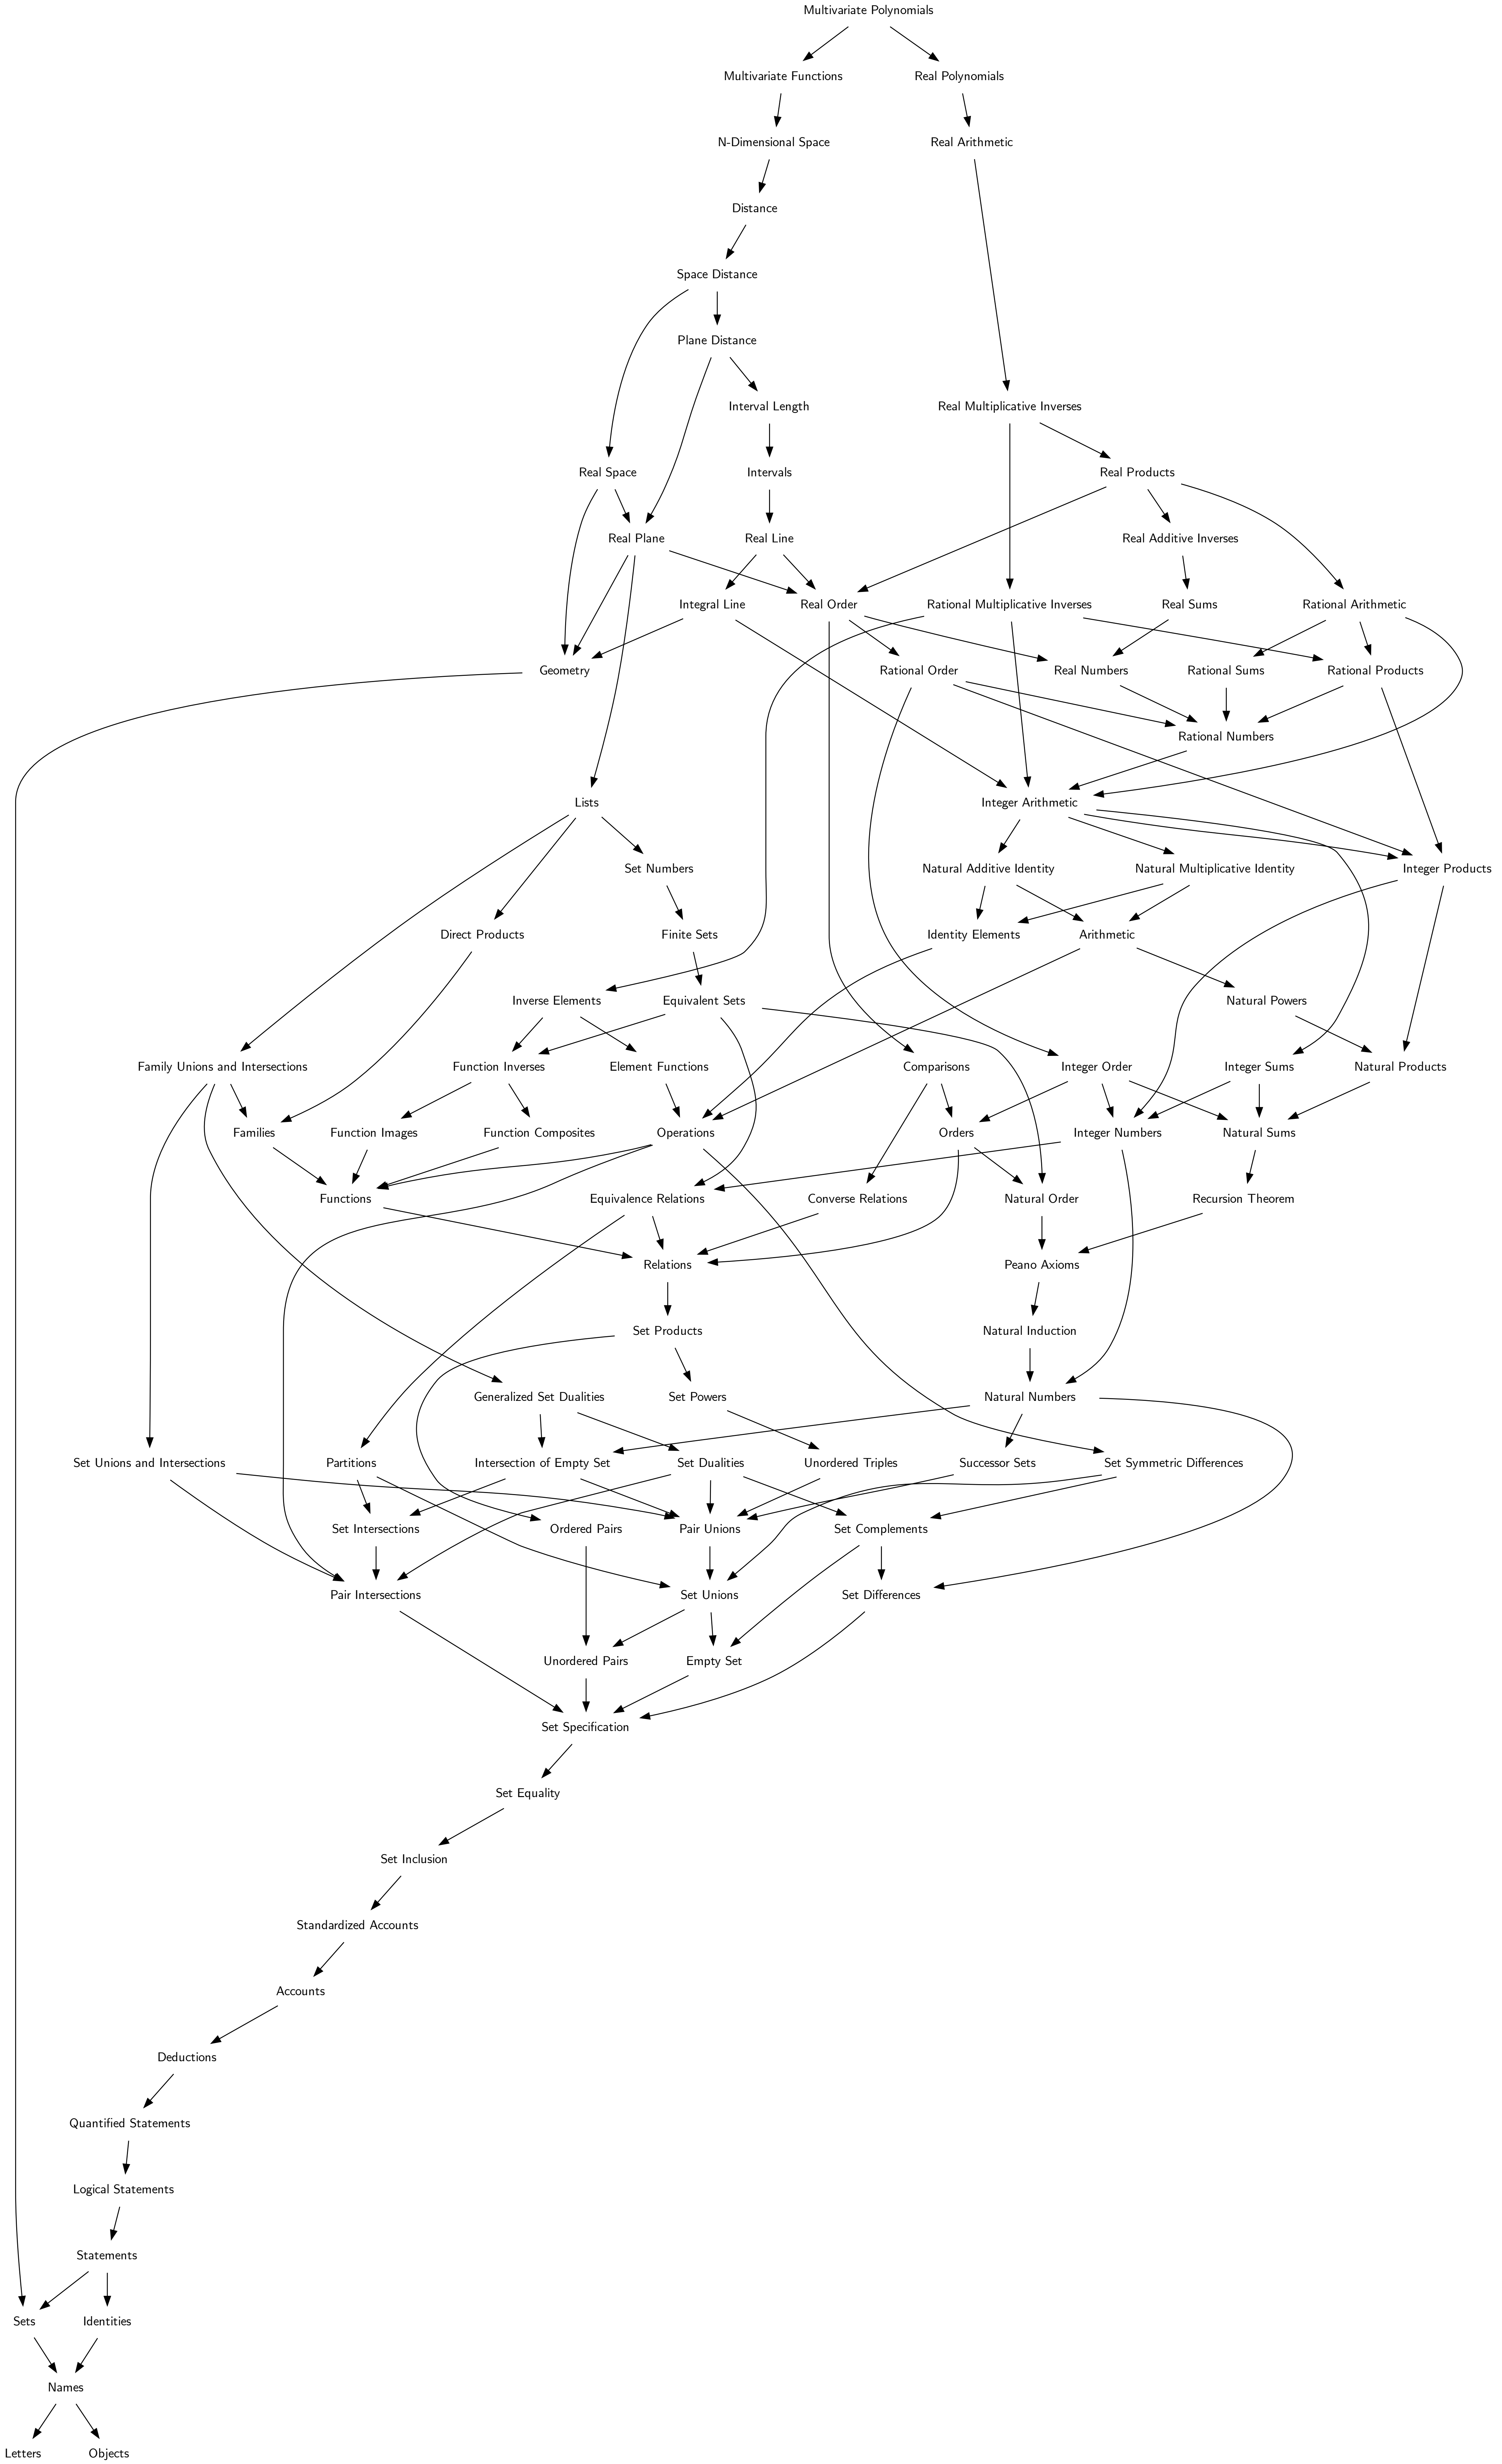 Multivariate Polynomials
Multivariate Functions
Real Polynomials
N-Dimensional Space
Real Arithmetic
Distance
Space Distance
Plane Distance
Interval Length
Real Multiplicative Inverses
Real Space
Intervals
Real Products
Real Plane
Real Line
Real Additive Inverses
Integral Line
Real Order
Rational Multiplicative Inverses
Real Sums
Rational Arithmetic
Geometry
Rational Order
Real Numbers
Rational Sums
Rational Products
Rational Numbers
Lists
Integer Arithmetic
Set Numbers
Natural Additive Identity
Natural Multiplicative Identity
Integer Products
Direct Products
Finite Sets
Identity Elements
Arithmetic
Inverse Elements
Equivalent Sets
Natural Powers
Family Unions and Intersections
Function Inverses
Element Functions
Comparisons
Integer Order
Integer Sums
Natural Products
Families
Function Images
Function Composites
Operations
Orders
Integer Numbers
Natural Sums
Functions
Equivalence Relations
Converse Relations
Natural Order
Recursion Theorem
Relations
Peano Axioms
Set Products
Natural Induction
Generalized Set Dualities
Set Powers
Natural Numbers
Set Unions and Intersections
Partitions
Intersection of Empty Set
Set Dualities
Unordered Triples
Successor Sets
Set Symmetric Differences
Set Intersections
Ordered Pairs
Pair Unions
Set Complements
Pair Intersections
Set Unions
Set Differences
Unordered Pairs
Empty Set
Set Specification
Set Equality
Set Inclusion
Standardized Accounts
Accounts
Deductions
Quantified Statements
Logical Statements
Statements
Sets
Identities
Names
Letters
Objects